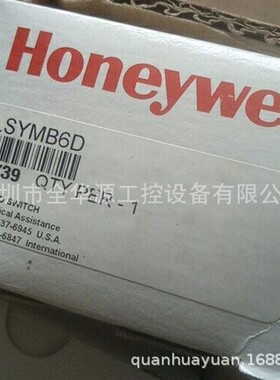 Honeywe
LSYMB6D
739 QTY PER - 1
SWITCH
ical Assistance
37-6945 U.S.A.
-6847 International
圳市全华源工控设备有限公司
quanhuayuan.1688